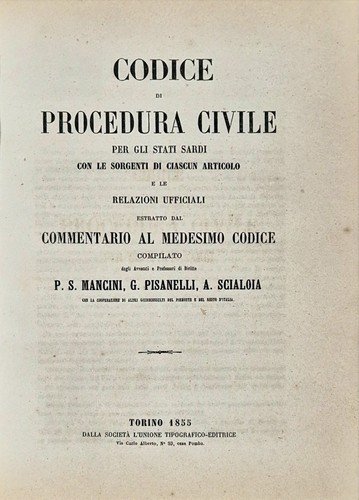 CODICE
DI
PROCEDURA CIVILE
PER GLI STATI SARDI
CON LE SORGENTI DI CIASCUN ARTICOLO
E LE
RELAZIONI UFFICIALI
ESTRATTO DAL
COMMENTARIO AL MEDESIMO CODICE
COMPILATO
dagli Avvocati e Professori di Diritto
P. S. MANCINI, G. PISANELLI, A. SCIALOIA
CON LA COOPERAZIONE DI ALTRI GIURECONSULTI DEL PIEMONTE E DEL RESTO D'ITALIA.
TORINO 1855
DALLA SOCIETÀ L'UNIONE TIPOGRAFICO-EDITRICE
Via Carlo Alberto, N° 33, casa Pomba.